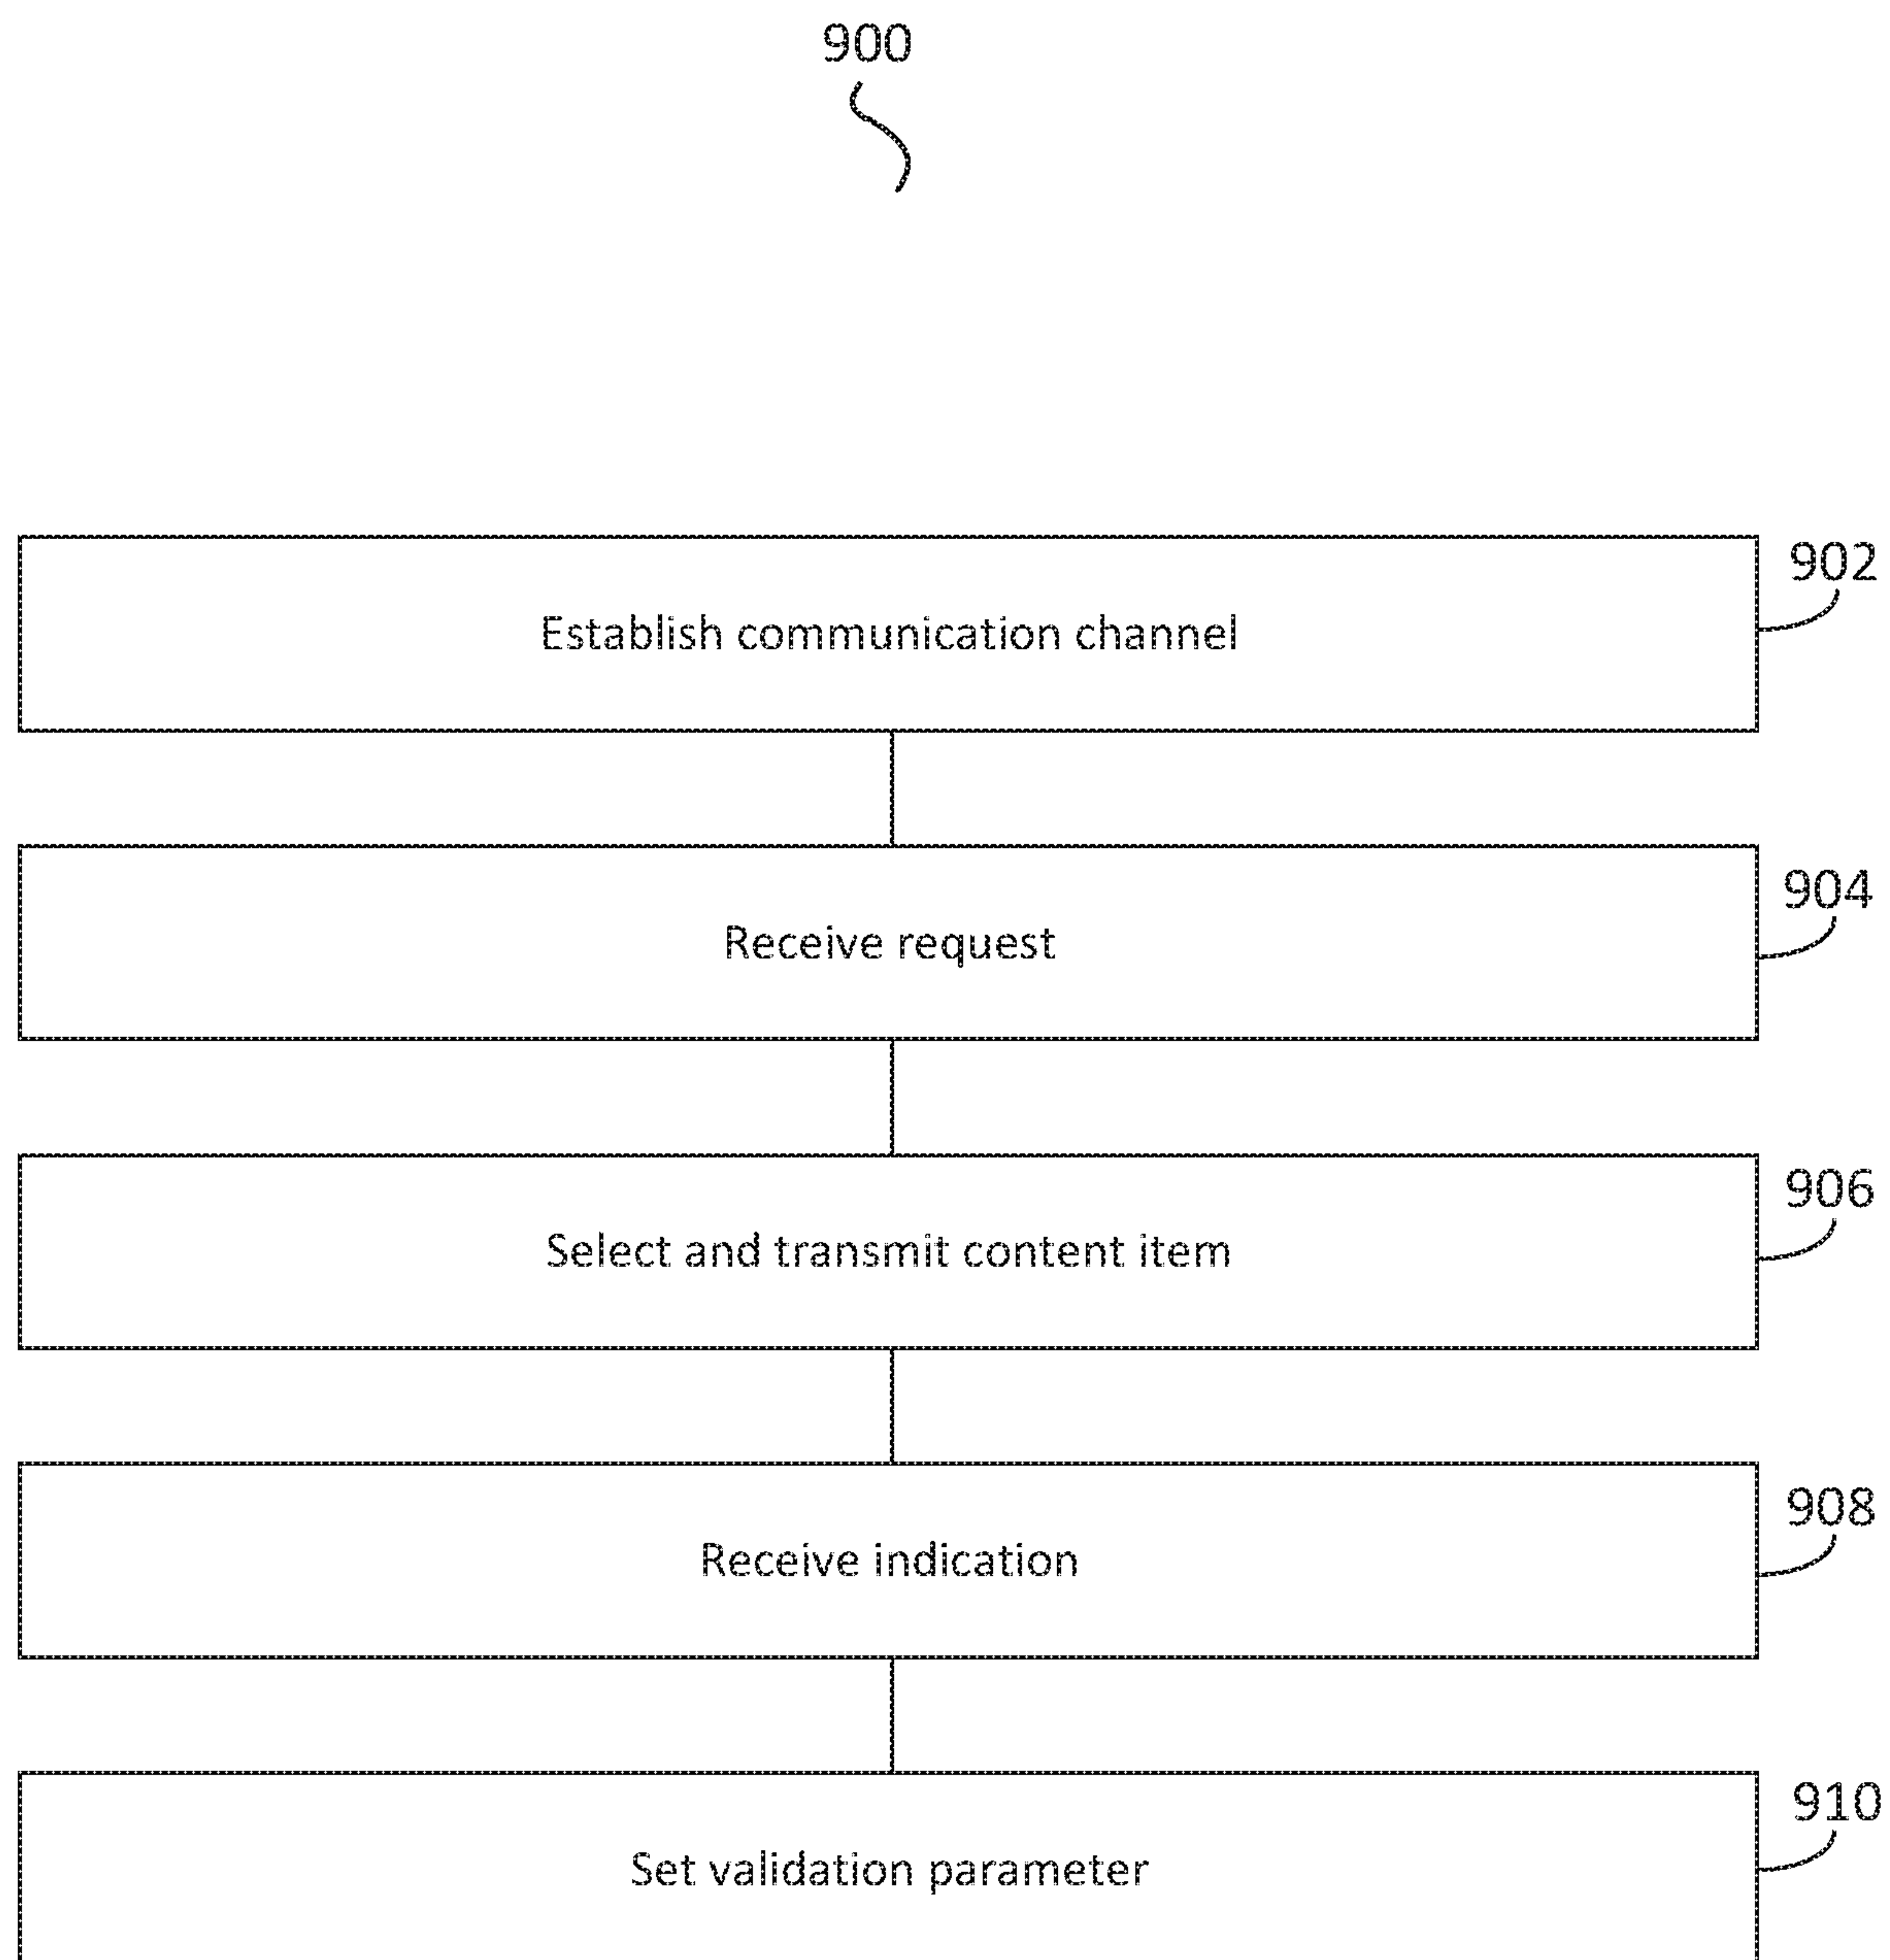 900
902
Establish communication channel
904
Receive request
906
Select and transmit content item
908
Receive indication
910
Set validation parameter